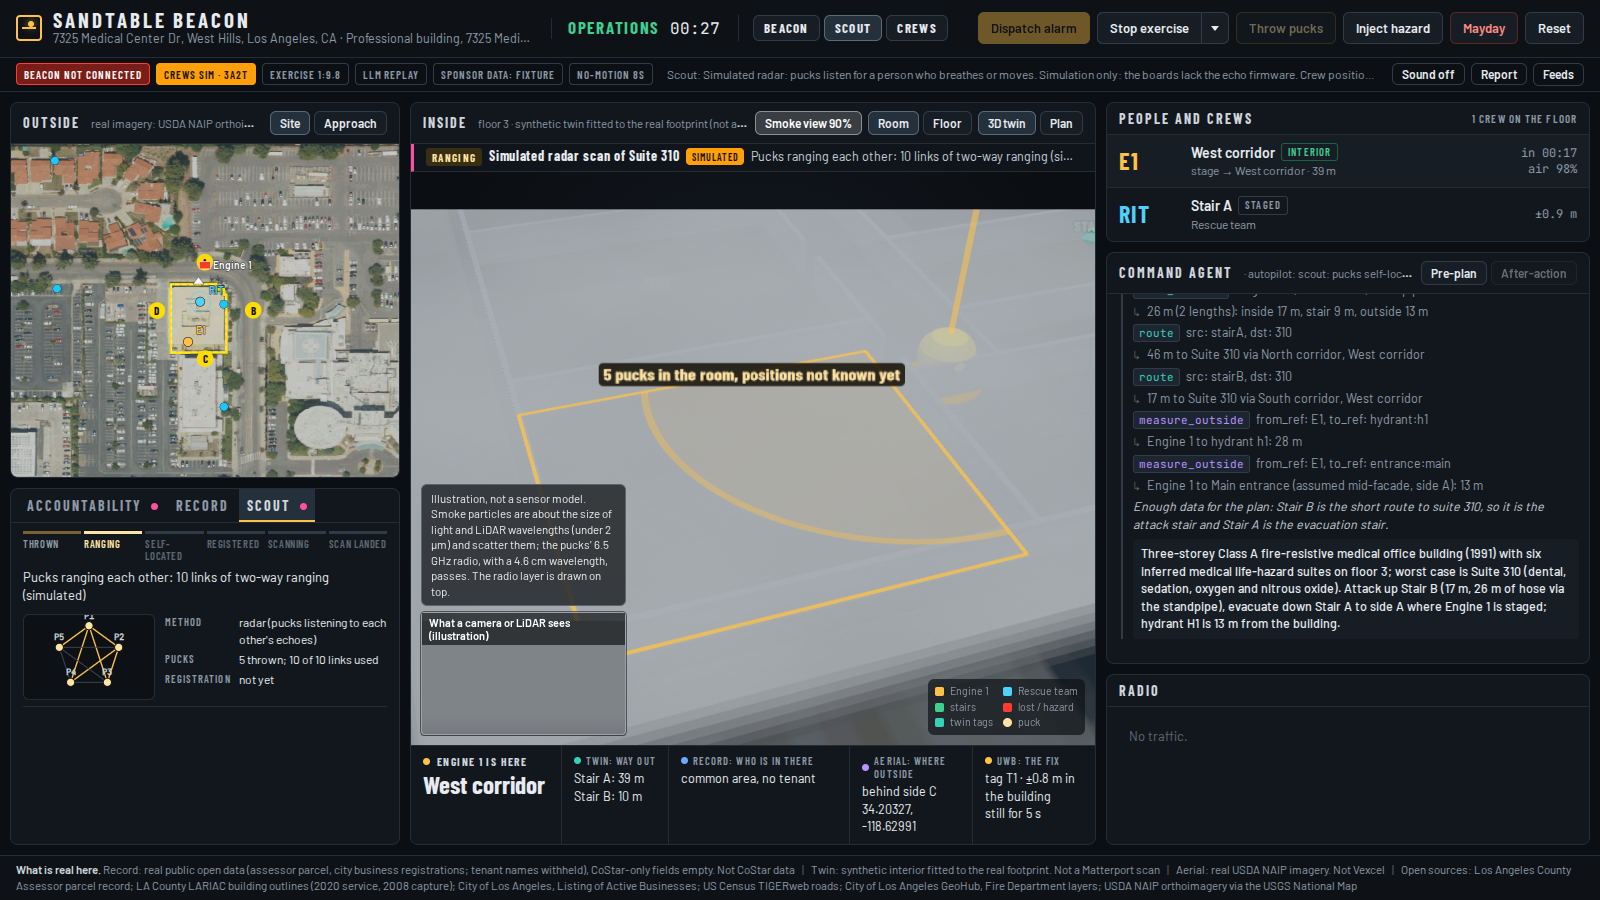 SANDTABLE BEACON
7325 Medical Center Dr, West Hills, Los Angeles, CA · Professional building, 7325 Medi...
OPERATIONS 00:27
BEACON
SCOUT
CREWS
Dispatch alarm
Stop exercise
Throw pucks
Inject hazard
Mayday
Reset
BEACON NOT CONNECTED
CREWS SIM · 3A2T
EXERCISE 1:9.8
LLM REPLAY
SPONSOR DATA: FIXTURE
NO-MOTION 8S
Scout: Simulated radar: pucks listen for a person who breathes or moves. Simulation only: the boards lack the echo firmware. Crew positio...
Sound off
Report
Feeds
OUTSIDE
real imagery: USDA NAIP orthoi...
Site
Approach
Engine 1
RIT
D
B
E1
C
ACCOUNTABILITY
RECORD
SCOUT
THROWN
RANGING
SELF-
LOCATED
REGISTERED
SCANNING
SCAN LANDED
Pucks ranging each other: 10 links of two-way ranging
(simulated)
P1
P5
P2
P4
P3
METHOD
radar (pucks listening to each
other's echoes)
PUCKS
5 thrown; 10 of 10 links used
REGISTRATION
not yet
INSIDE
floor 3 · synthetic twin fitted to the real footprint (not a...
Smoke view 90%
Room
Floor
3D twin
Plan
RANGING
Simulated radar scan of Suite 310
SIMULATED
Pucks ranging each other: 10 links of two-way ranging (si...
5 pucks in the room, positions not known yet
Illustration, not a sensor model.
Smoke particles are about the size of
light and LiDAR wavelengths (under 2
µm) and scatter them; the pucks' 6.5
GHz radio, with a 4.6 cm wavelength,
passes. The radio layer is drawn on
top.
What a camera or LiDAR sees
(illustration)
Engine 1
Rescue team
stairs
lost / hazard
twin tags
puck
ENGINE 1 IS HERE
West corridor
TWIN: WAY OUT
Stair A: 39 m
Stair B: 10 m
RECORD: WHO IS IN THERE
common area, no tenant
AERIAL: WHERE
OUTSIDE
behind side C
34.20327,
-118.62991
UWB: THE FIX
tag T1 · ±0.8 m in
the building
still for 5 s
PEOPLE AND CREWS
1 CREW ON THE FLOOR
E1
West corridor
INTERIOR
stage → West corridor · 39 m
in 00:17
air 98%
RIT
Stair A
STAGED
Rescue team
±0.9 m
COMMAND AGENT
· autopilot: scout: pucks self-loc...
Pre-plan
After-action
↳ 26 m (2 lengths): inside 17 m, stair 9 m, outside 13 m
route src: stairA, dst: 310
↳ 46 m to Suite 310 via North corridor, West corridor
route src: stairB, dst: 310
↳ 17 m to Suite 310 via South corridor, West corridor
measure_outside from_ref: E1, to_ref: hydrant:h1
↳ Engine 1 to hydrant h1: 28 m
measure_outside from_ref: E1, to_ref: entrance:main
↳ Engine 1 to Main entrance (assumed mid-facade, side A): 13 m
Enough data for the plan: Stair B is the short route to suite 310, so it is the
attack stair and Stair A is the evacuation stair.
Three-storey Class A fire-resistive medical office building (1991) with six
inferred medical life-hazard suites on floor 3; worst case is Suite 310 (dental,
sedation, oxygen and nitrous oxide). Attack up Stair B (17 m, 26 m of hose via
the standpipe), evacuate down Stair A to side A where Engine 1 is staged;
hydrant H1 is 13 m from the building.
RADIO
No traffic.
What is real here. Record: real public open data (assessor parcel, city business registrations; tenant names withheld), CoStar-only fields empty. Not CoStar data | Twin: synthetic interior fitted to the real footprint. Not a Matterport scan | Aerial: real USDA NAIP imagery. Not Vexcel | Open sources: Los Angeles County
Assessor parcel record; LA County LARIAC building outlines (2020 service, 2008 capture); City of Los Angeles, Listing of Active Businesses; US Census TIGERweb roads; City of Los Angeles GeoHub, Fire Department layers; USDA NAIP orthoimagery via the USGS National Map